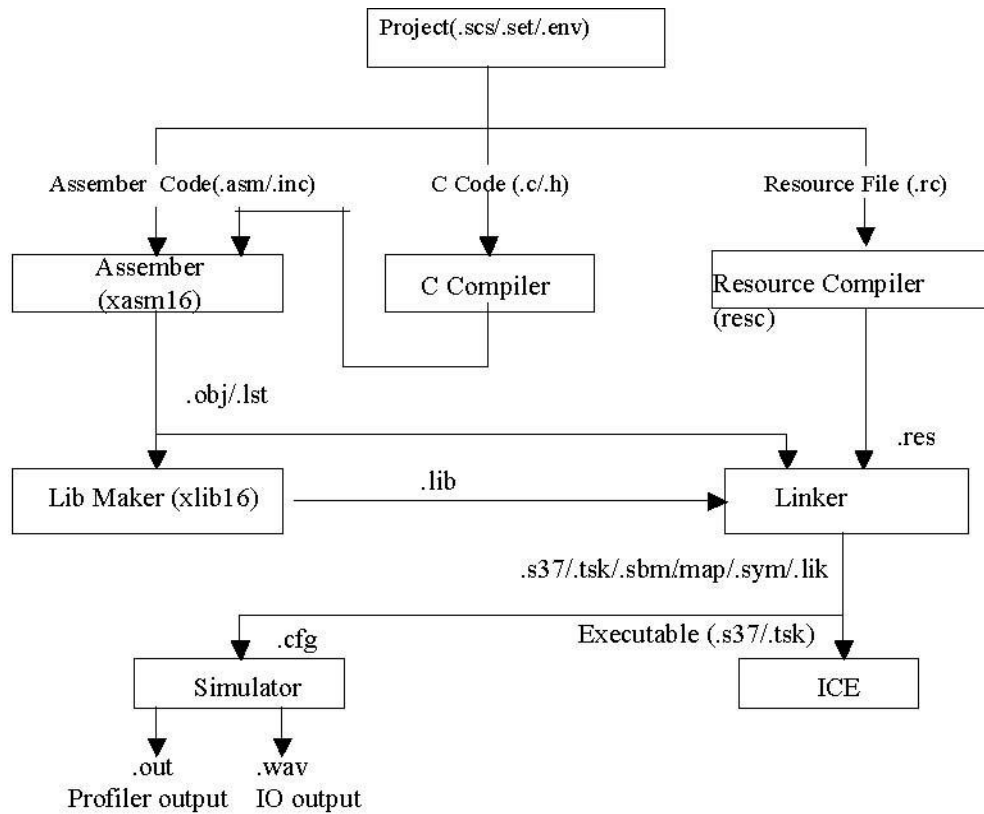 Project(.scs/.set/.env)
Assember Code(.asm/.inc)
C Code (.c/.h)
Resource File (.rc)
Assember
(xasm16)
C Compiler
Resource Compiler
(resc)
.obj/.lst
.res
Lib Maker (xlib16)
.lib
Linker
.s37/.tsk/.sbm/map/.sym/.lik
.cfg
Executable (.s37/.tsk)
Simulator
ICE
.out
.wav
Profiler output
IO output